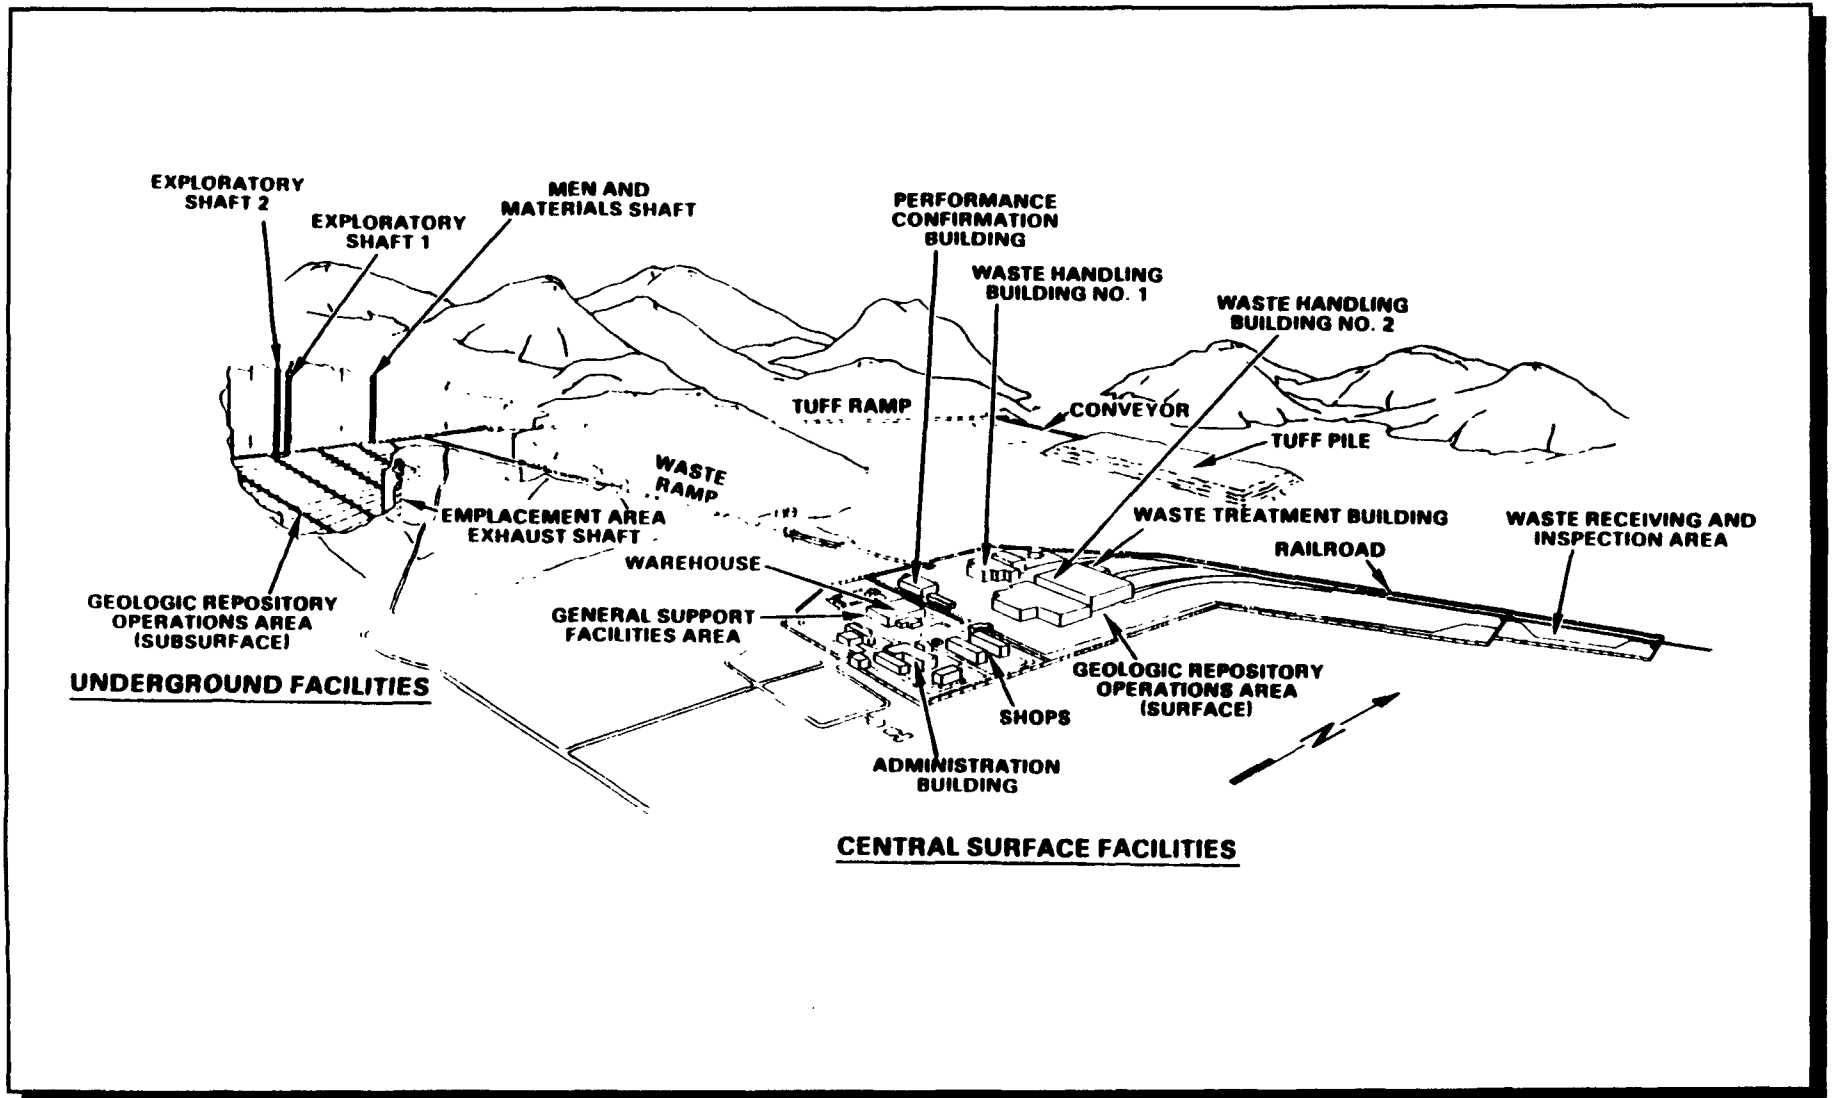 EXPLORATORY
SHAFT 2
EXPLORATORY
SHAFT 1
MEN AND
MATERIALS SHAFT
PERFORMANCE
CONFIRMATION
BUILDING
WASTE HANDLING
BUILDING NO. 1
WASTE HANDLING
BUILDING NO. 2
TUFF RAMP
CONVEYOR
TUFF PILE
WASTE
RAMP
EMPLACEMENT AREA
EXHAUST SHAFT
WASTE TREATMENT BUILDING
WASTE RECEIVING AND
INSPECTION AREA
RAILROAD
WAREHOUSE
GEOLOGIC REPOSITORY
OPERATIONS AREA
(SUBSURFACE)
GENERAL SUPPORT
FACILITIES AREA
UNDERGROUND FACILITIES
GEOLOGIC REPOSITORY
OPERATIONS AREA
(SURFACE)
SHOPS
N
ADMINISTRATION
BUILDING
CENTRAL SURFACE FACILITIES